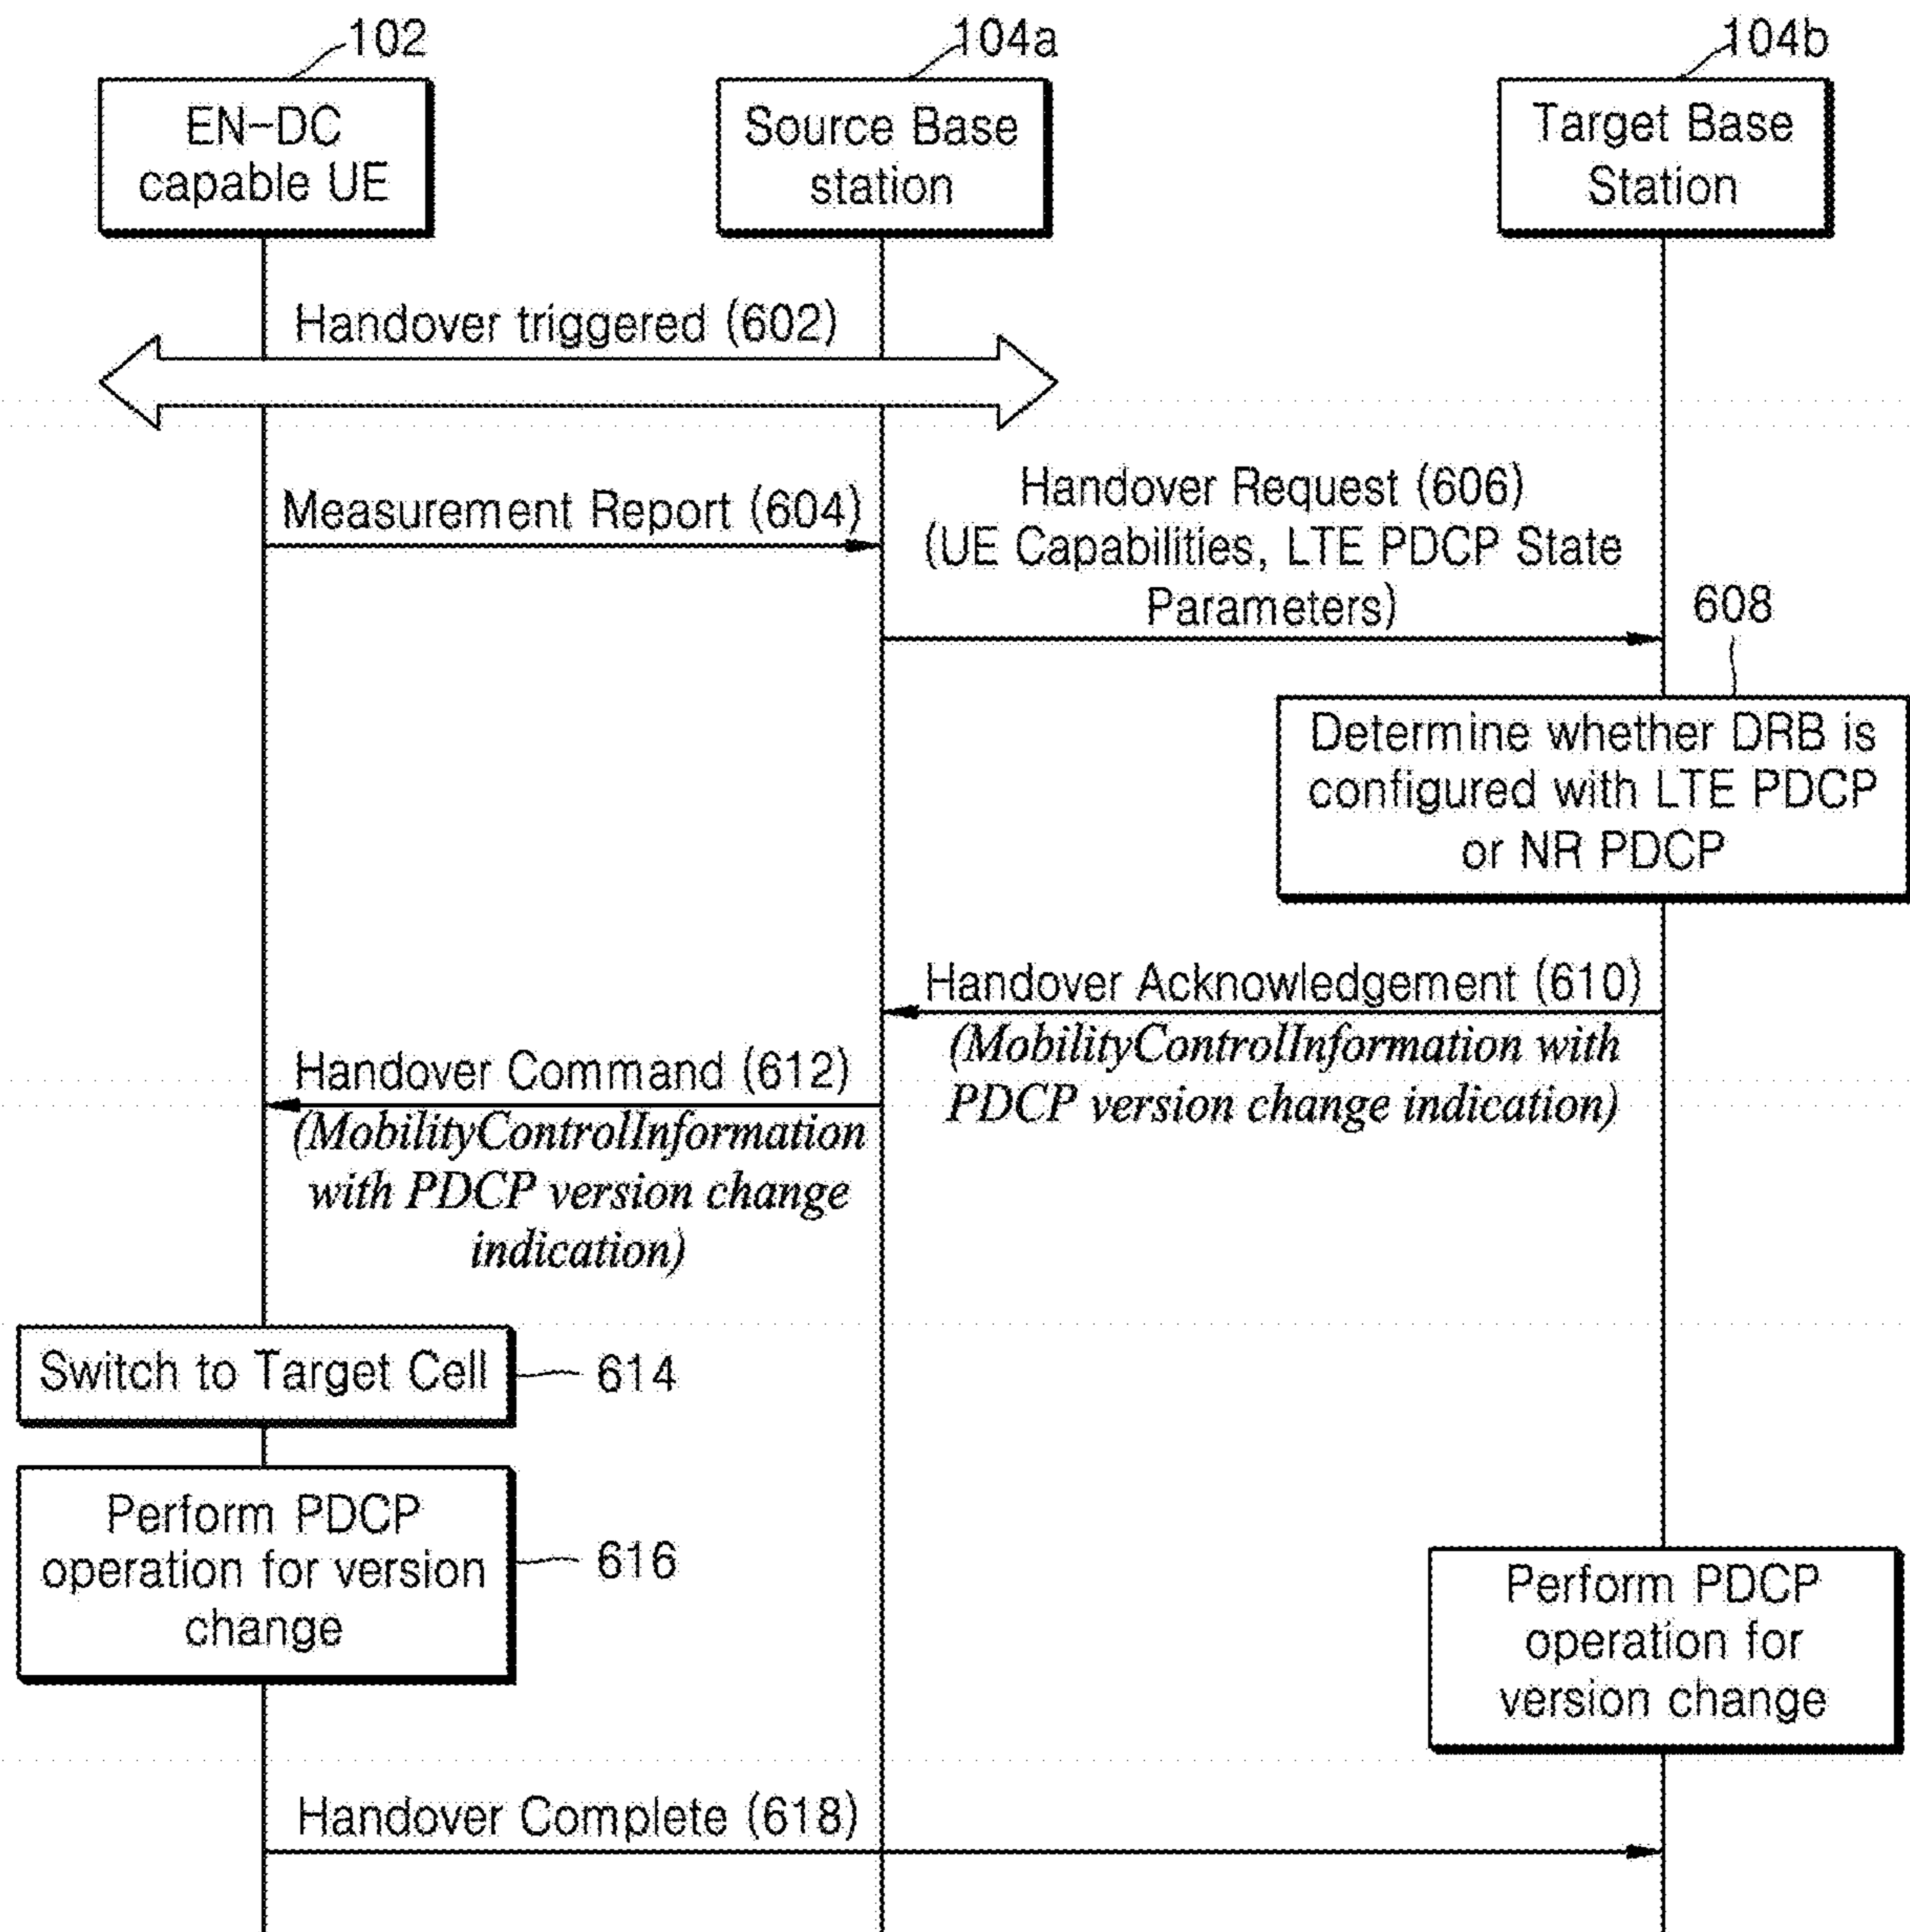 102
104a
104b
EN-DC
capable UE
Source Base
station
Target Base
Station
Handover triggered (602)
Measurement Report (604)
Handover Request (606)
(UE Capabilities, LTE PDCP State
Parameters)
608
Determine whether DRB is
configured with LTE PDCP
or NR PDCP
Handover Acknowledgement (610)
(MobilityControlInformation with
PDCP version change indication)
Handover Command (612)
(MobilityControlInformation
with PDCP version change
indication)
Switch to Target Cell
614
Perform PDCP
operation for version
change
616
Perform PDCP
operation for
version change
Handover Complete (618)